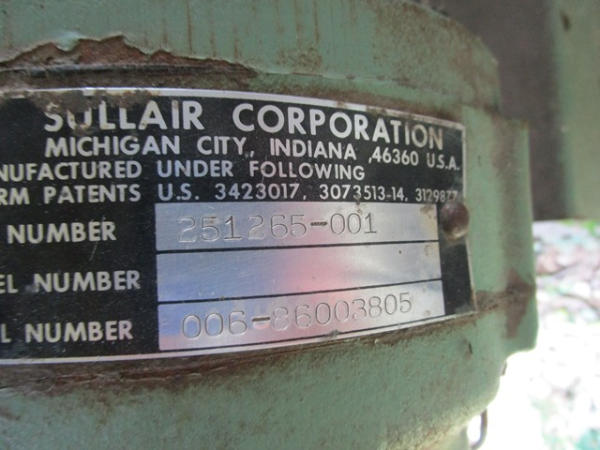 SULLAIR CORPORATION
MICHIGAN CITY, INDIANA ,46360 U.S.A.
NUFACTURED UNDER FOLLOWING
RM PATENTS U.S. 3423017, 3073513-14, 3129877
NUMBER 251265-001
EL NUMBER
L NUMBER 006-86003805